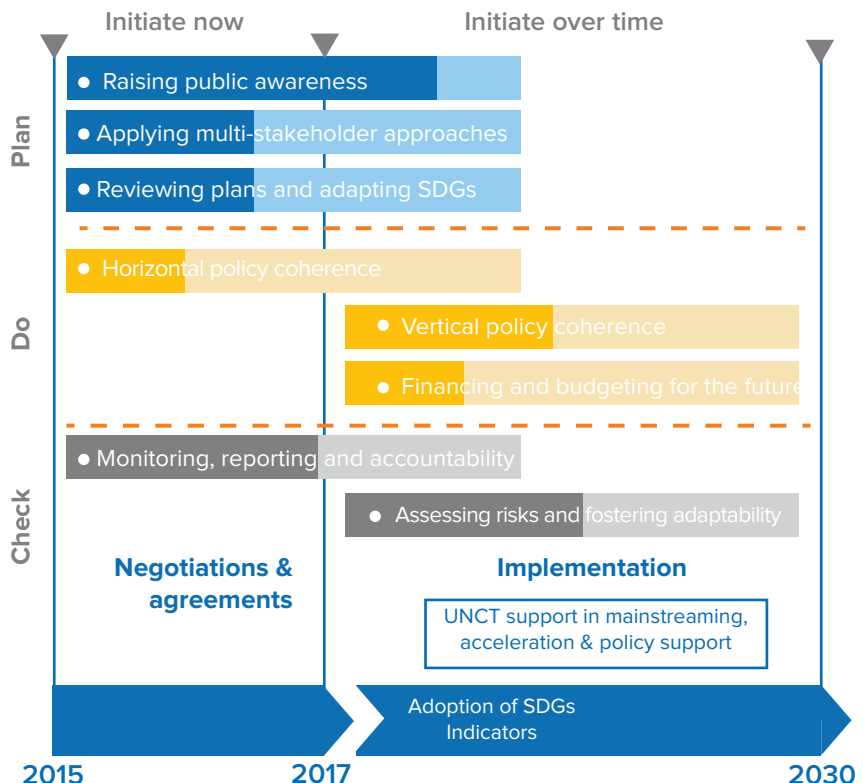 Initiate now
Initiate over time
Plan
Raising public awareness
Applying multi-stakeholder approaches
Reviewing plans and adapting SDGs
Do
Horizontal policy coherence
Vertical policy coherence
Financing and budgeting for the future
Check
Monitoring, reporting and accountability
Assessing risks and fostering adaptability
Negotiations &
agreements
Implementation
UNCT support in mainstreaming,
acceleration & policy support
Adoption of SDGs
Indicators
2015
2017
2030